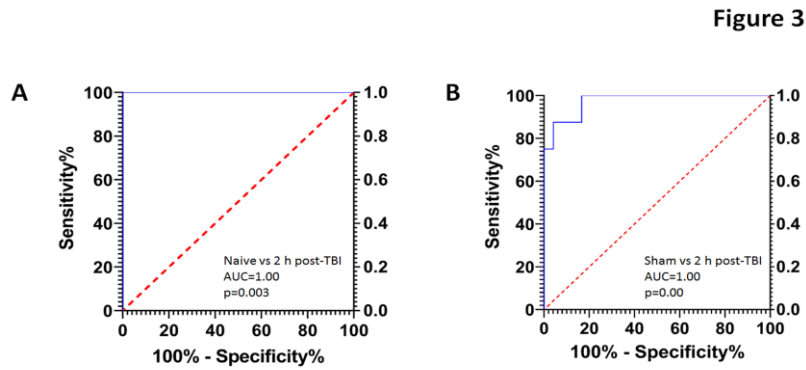 Figure 3
A
100
80
60
40
20
0
Sensitivity%
1.0
0.8
0.6
0.4
0.2
0.0
Naive vs 2 h post-TBI
AUC=1.00
p=0.003
0 20 40 60 80 100
100% - Specificity%
B
100
80
60
40
20
0
Sensitivity%
1.0
0.8
0.6
0.4
0.2
0.0
Sham vs 2 h post-TBI
AUC=1.00
p=0.00
0 20 40 60 80 100
100% - Specificity%